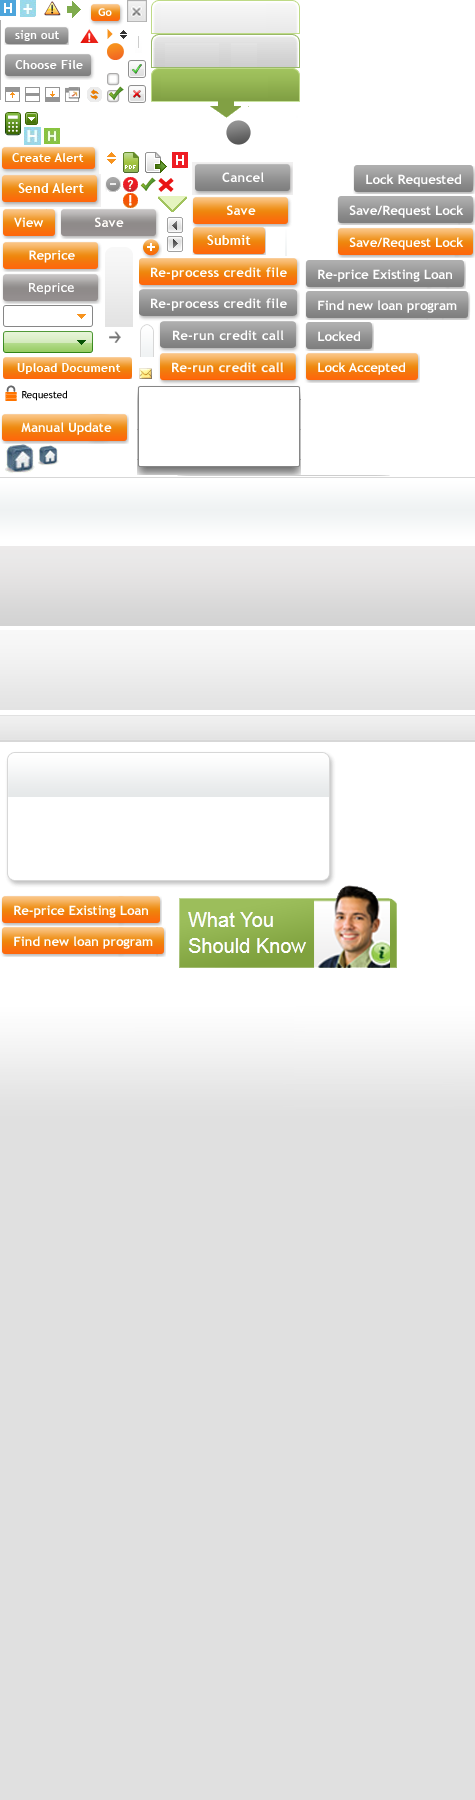 H
Go
sign out
Choose File
H H
Create Alert
PDF
H
Send Alert
Cancel
Lock Requested
View
Save
Save
Save/Request Lock
Reprice
Submit
Save/Request Lock
Reprice
Re-process credit file
Re-price Existing Loan
Re-process credit file
Find new loan program
Re-run credit call
Locked
Upload Document
Re-run credit call
Lock Accepted
Requested
Manual Update
Re-price Existing Loan
Find new loan program
What You
Should Know
i